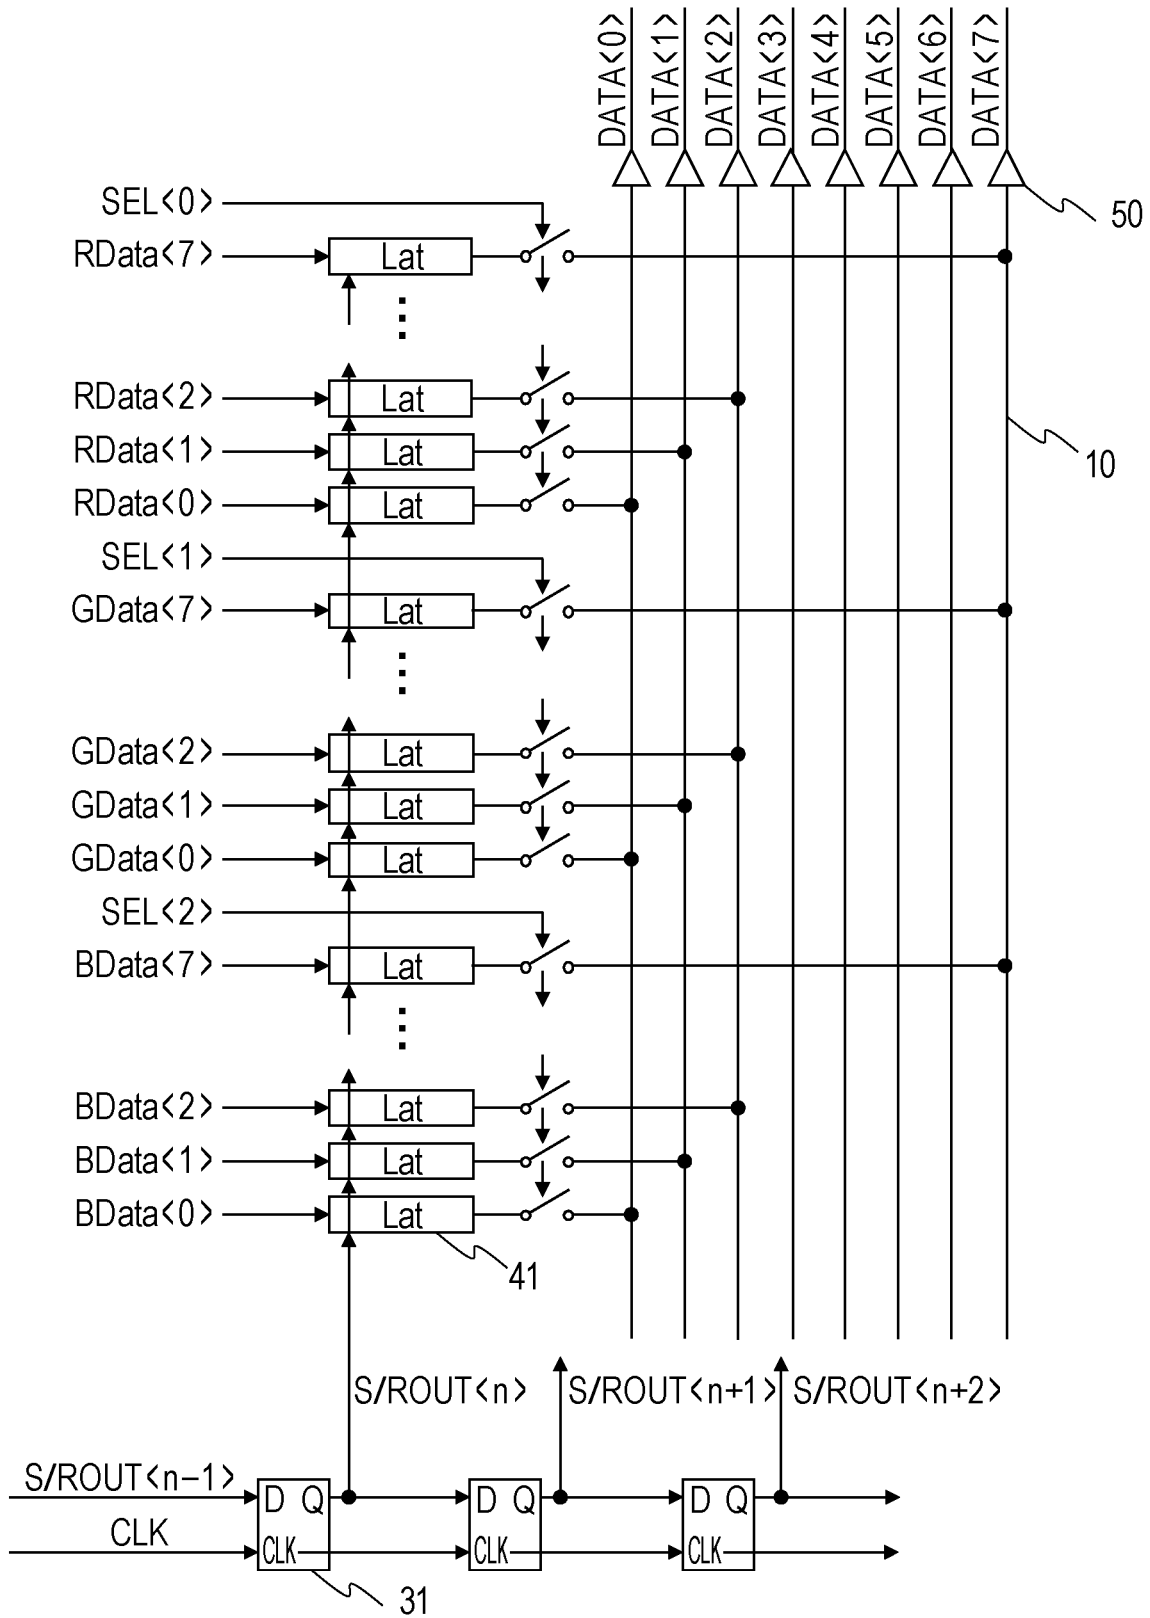 DATA<0>
DATA<1>
DATA<2>
DATA<3>
DATA<4>
DATA<5>
DATA<6>
DATA<7>
50
SEL<0>
RData<7> Lat
RData<2> Lat
RData<1> Lat
10
RData<0> Lat
SEL<1>
GData<7> Lat
GData<2> Lat
GData<1> Lat
GData<0> Lat
SEL<2>
BData<7> Lat
BData<2> Lat
BData<1> Lat
BData<0> Lat
41
S/ROUT<n> S/ROUT<n+1> S/ROUT<n+2>
S/ROUT<n−1>
D Q D Q D Q
CLK
CLK CLK CLK
31